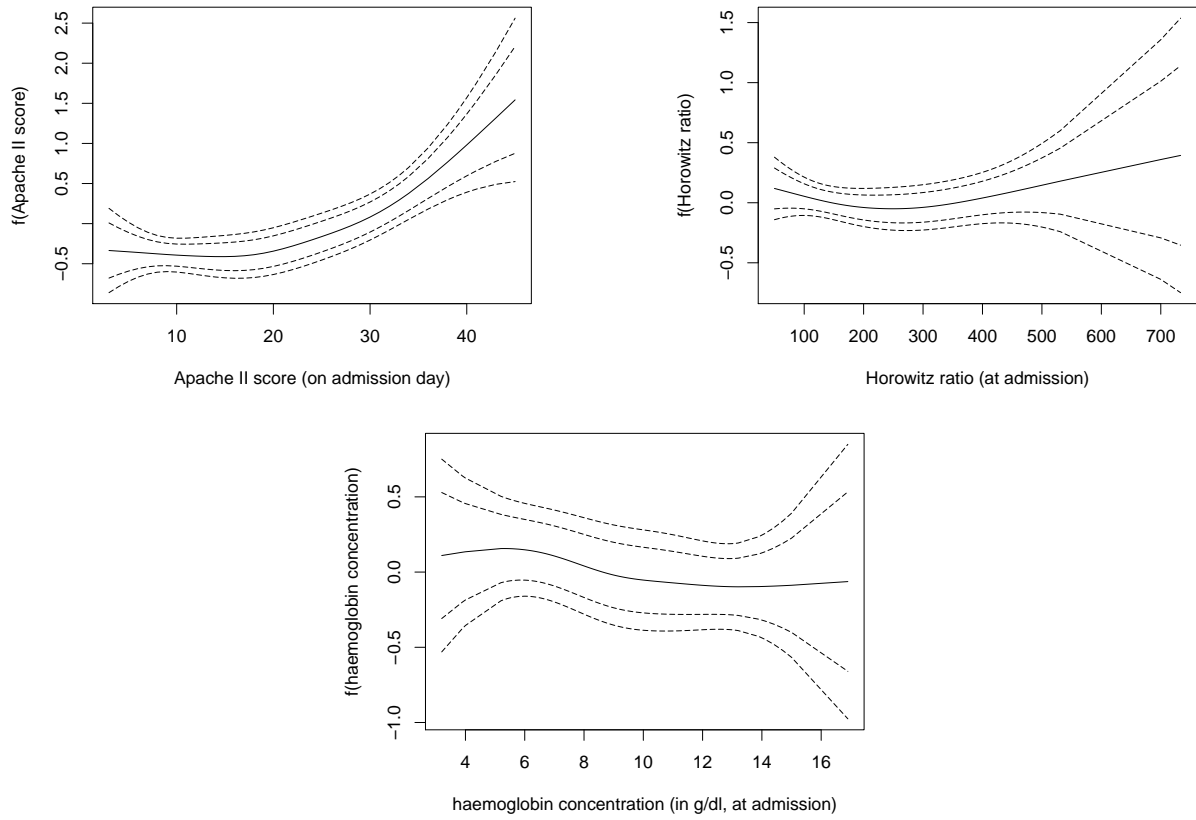 2.5
2.0
1.5
1.0
0.5
−0.5
f(Apache II score)
10 20 30 40
Apache II score (on admission day)
1.5
1.0
0.5
0.0
−0.5
f(Horowitz ratio)
100 200 300 400 500 600 700
Horowitz ratio (at admission)
0.5
0.0
−0.5
−1.0
f(haemoglobin concentration)
4 6 8 10 12 14 16
haemoglobin concentration (in g/dl, at admission)